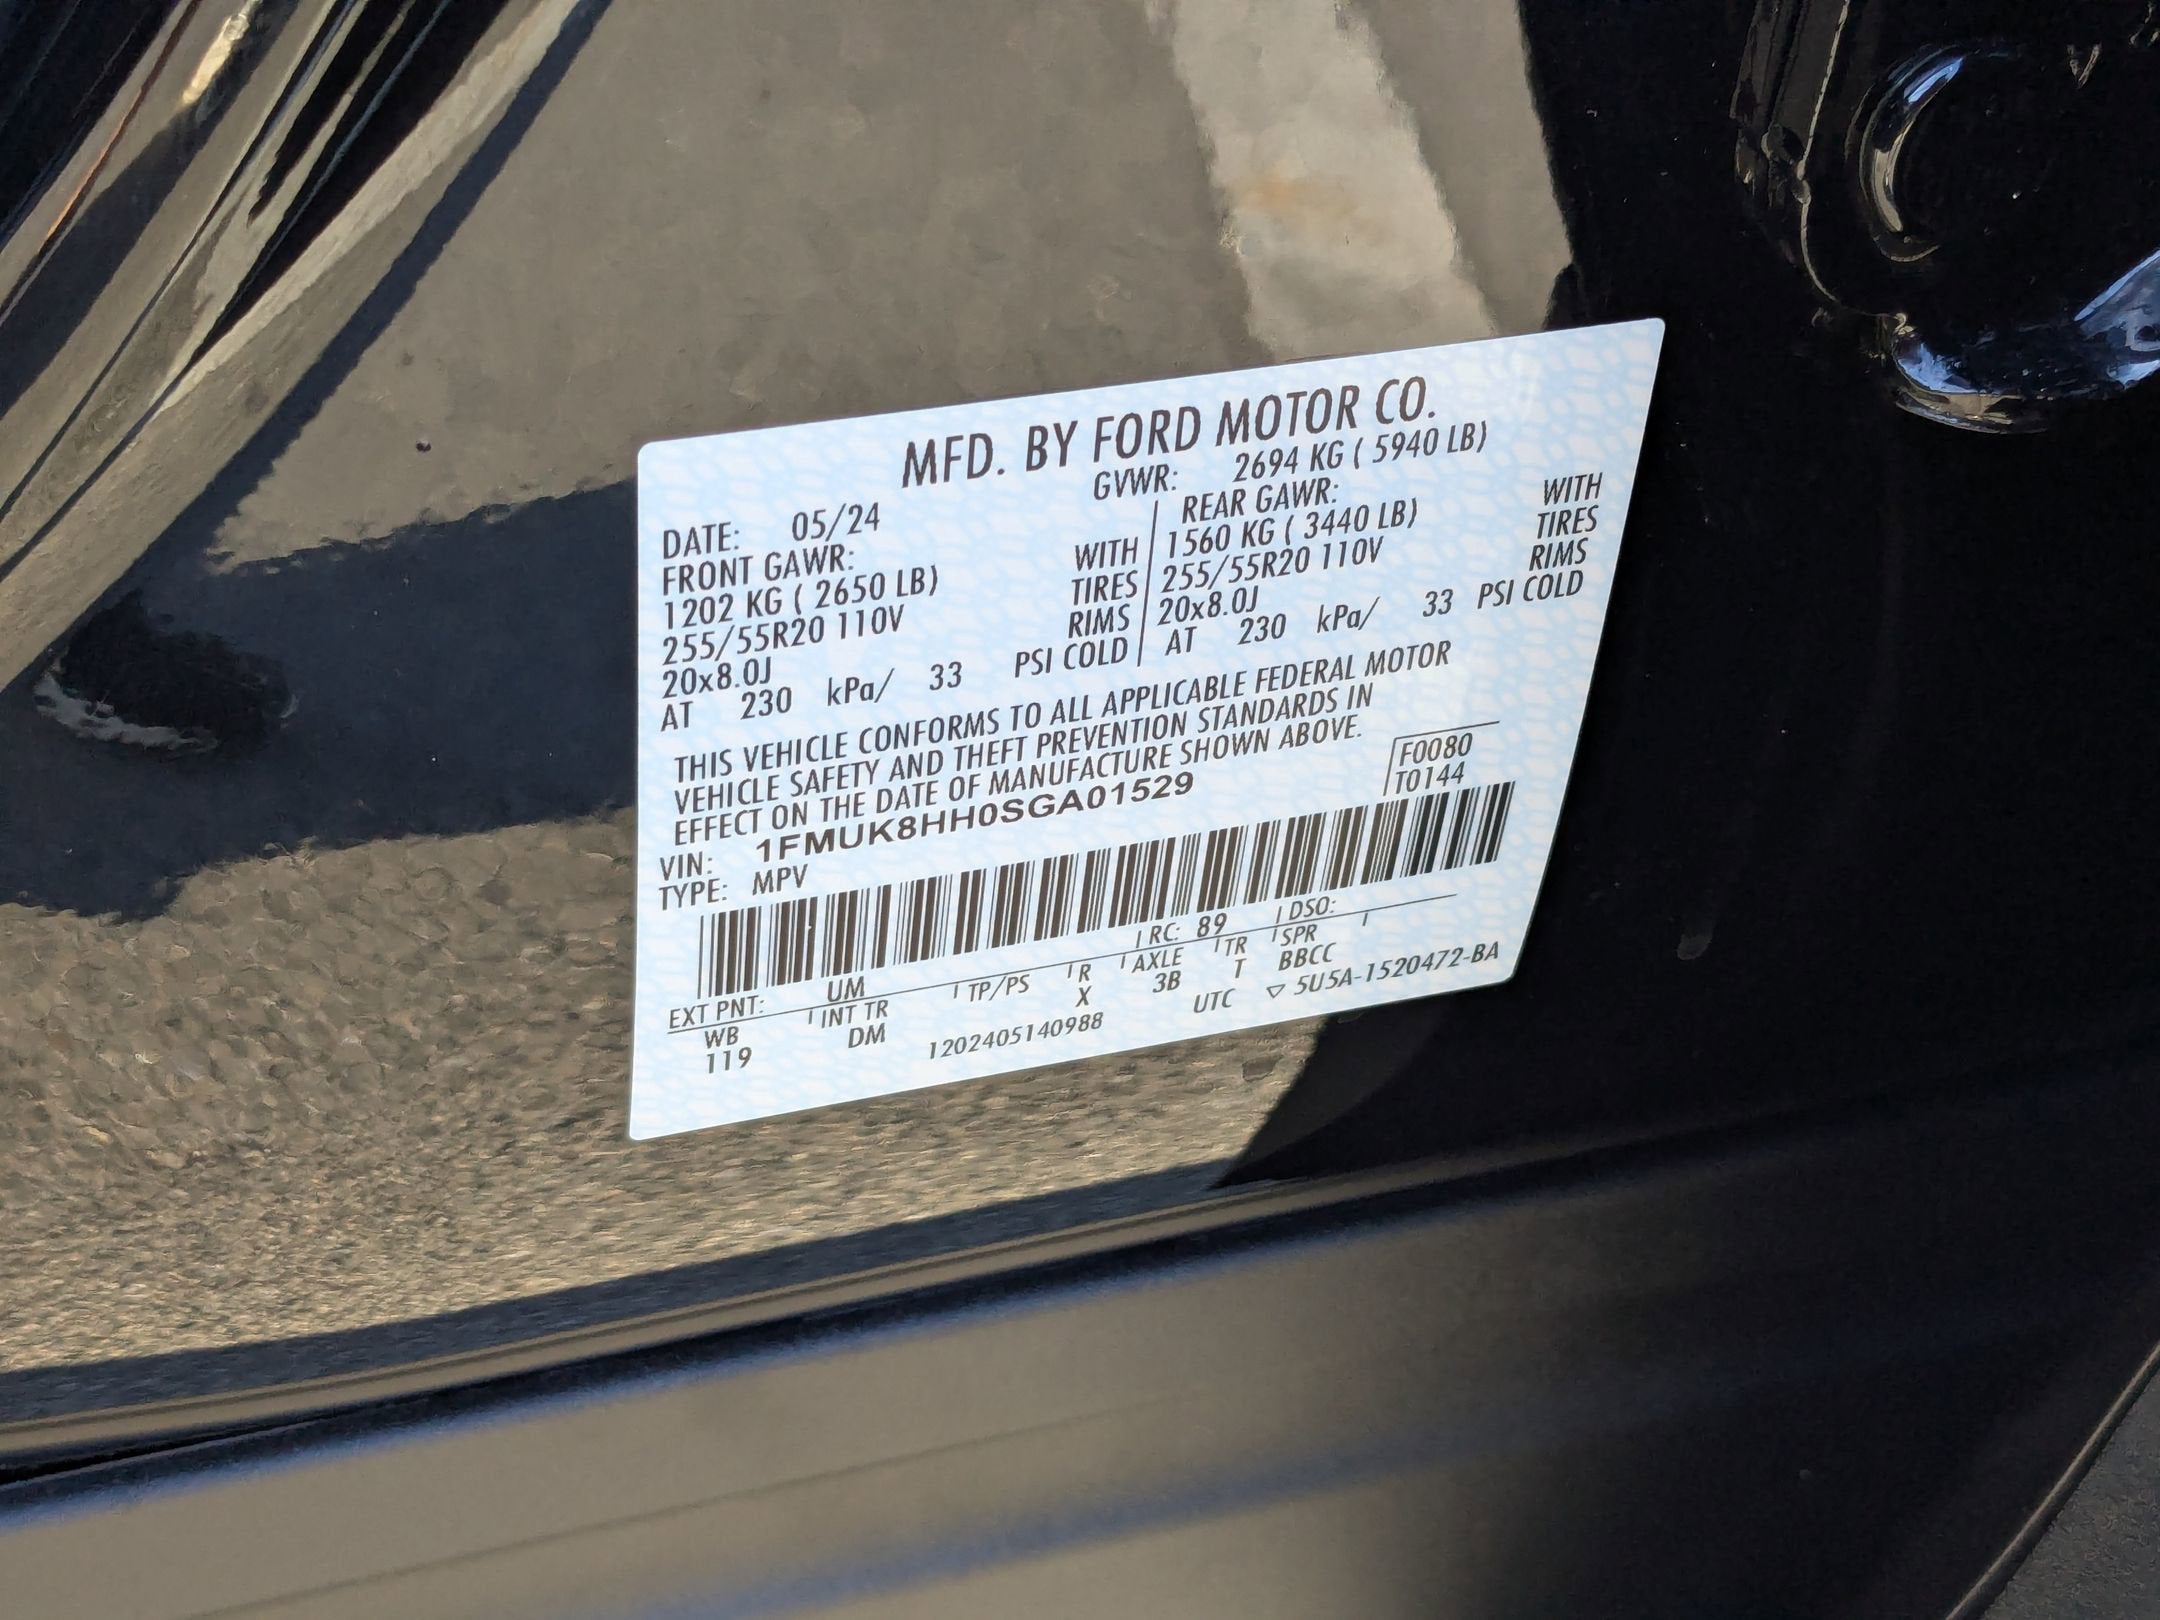 MFD. BY FORD MOTOR CO.
DATE: 05/24 GVWR: 2694 KG ( 5940 LB)
FRONT GAWR: REAR GAWR:
1202 KG ( 2650 LB) WITH 1560 KG ( 3440 LB) WITH
255/55R20 110V TIRES 255/55R20 110V TIRES
20x8.0J RIMS 20x8.0J RIMS
AT 230 kPa/ 33 PSI COLD AT 230 kPa/ 33 PSI COLD
THIS VEHICLE CONFORMS TO ALL APPLICABLE FEDERAL MOTOR
VEHICLE SAFETY AND THEFT PREVENTION STANDARDS IN
EFFECT ON THE DATE OF MANUFACTURE SHOWN ABOVE.
VIN: 1FMUK8HH0SGA01529 F0080
TYPE: MPV T0144
EXT PNT: UM RC: 89 DSO:
WB INT TR TP/PS R AXLE TR SPR
119 DM X 3B T BBCC
1202405140988 UTC ▽ 5U5A-1520472-BA